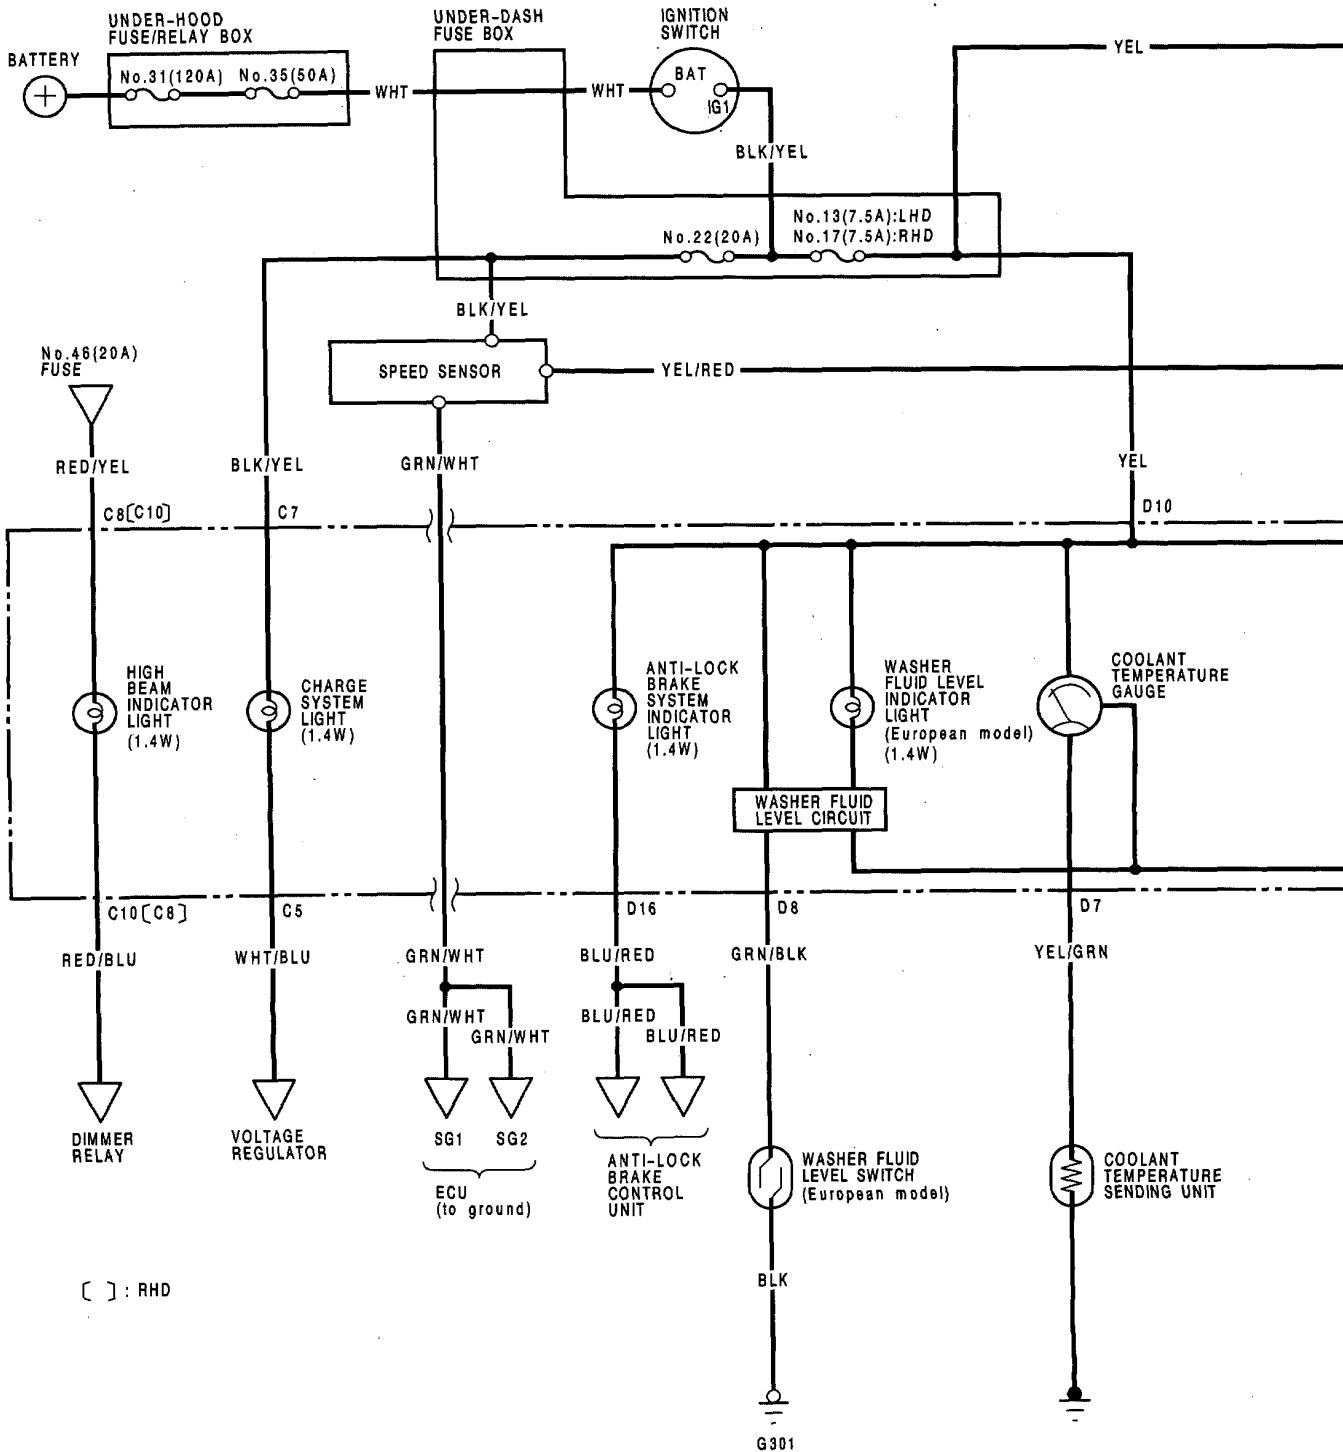 UNDER-HOOD
FUSE/RELAY BOX
UNDER-DASH
FUSE BOX
IGNITION
SWITCH
BATTERY
No.31(120A)
No.35(50A)
WHT
WHT
BAT
IG1
YEL
BLK/YEL
No.22(20A)
No.13(7.5A):LHD
No.17(7.5A):RHD
BLK/YEL
No.46(20A)
FUSE
SPEED SENSOR
YEL/RED
RED/YEL
BLK/YEL
GRN/WHT
YEL
C8[C10]
C7
D10
HIGH
BEAM
INDICATOR
LIGHT
(1.4W)
CHARGE
SYSTEM
LIGHT
(1.4W)
ANTI-LOCK
BRAKE
SYSTEM
INDICATOR
LIGHT
(1.4W)
WASHER
FLUID LEVEL
INDICATOR
LIGHT
(European model)
(1.4W)
COOLANT
TEMPERATURE
GAUGE
WASHER FLUID
LEVEL CIRCUIT
C10[C8]
C5
D16
D8
D7
RED/BLU
WHT/BLU
GRN/WHT
BLU/RED
GRN/BLK
YEL/GRN
GRN/WHT
GRN/WHT
BLU/RED
BLU/RED
DIMMER
RELAY
VOLTAGE
REGULATOR
SG1
SG2
ECU
(to ground)
ANTI-LOCK
BRAKE
CONTROL
UNIT
WASHER FLUID
LEVEL SWITCH
(European model)
COOLANT
TEMPERATURE
SENDING UNIT
BLK
[ ] : RHD
G301